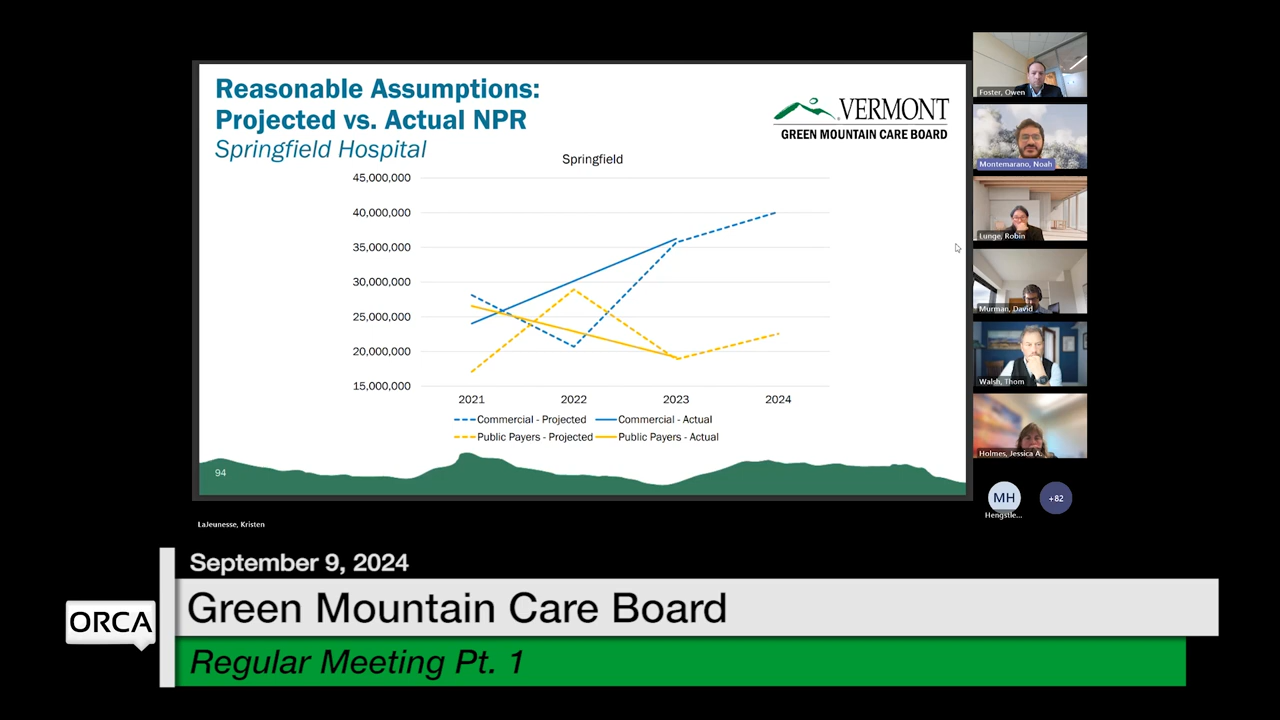 Reasonable Assumptions:
Projected vs. Actual NPR
Springfield Hospital
VERMONT
GREEN MOUNTAIN CARE BOARD
Springfield
45,000,000
40,000,000
35,000,000
30,000,000
25,000,000
20,000,000
15,000,000
2021 2022 2023 2024
Commercial - Projected Commercial - Actual
Public Payers - Projected Public Payers - Actual
94
Foster, Owen
Montemarano, Noah
Lunge, Robin
Murman, David
Walsh, Thom
Holmes, Jessica A.
MH +82
Hengstle...
LaJeunesse, Kristen
September 9, 2024
ORCA
Green Mountain Care Board
Regular Meeting Pt. 1